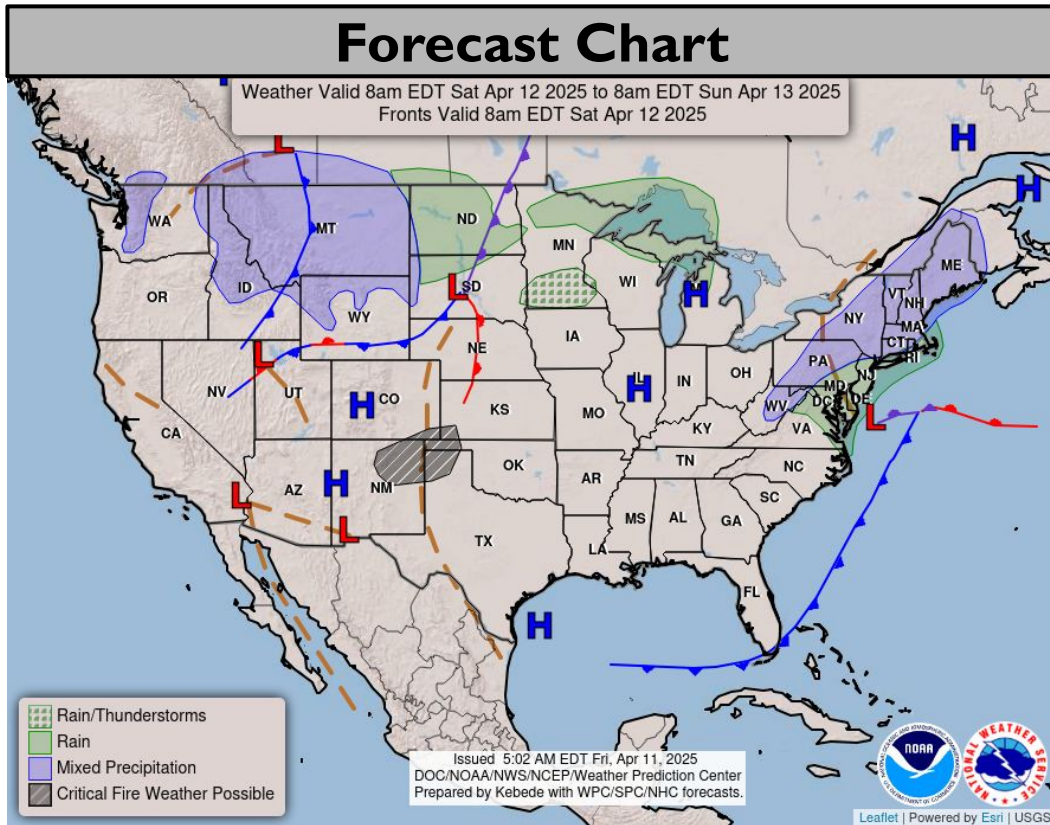 Forecast Chart
Weather Valid 8am EDT Sat Apr 12 2025 to 8am EDT Sun Apr 13 2025
Fronts Valid 8am EDT Sat Apr 12 2025
H
H
L
H
WA
MT
ND
MN
ME
VT
NH
OR
ID
WY
L
SD
WI
H
NY
MA
CT
RI
IA
NE
L
PA
NJ
NV
UT
H
CO
H
IL
IN
OH
MD
DE
DC
WV
L
KS
MO
KY
VA
CA
TN
NC
OK
AR
L
AZ
H
NM
SC
L
MS
AL
GA
TX
LA
FL
H
Rain/Thunderstorms
Rain
Mixed Precipitation
Critical Fire Weather Possible
Issued 5:02 AM EDT Fri, Apr 11, 2025
DOC/NOAA/NWS/NCEP/Weather Prediction Center
Prepared by Kebede with WPC/SPC/NHC forecasts.
NOAA
NATIONAL WEATHER SERVICE
Leaflet | Powered by Esri | USGS